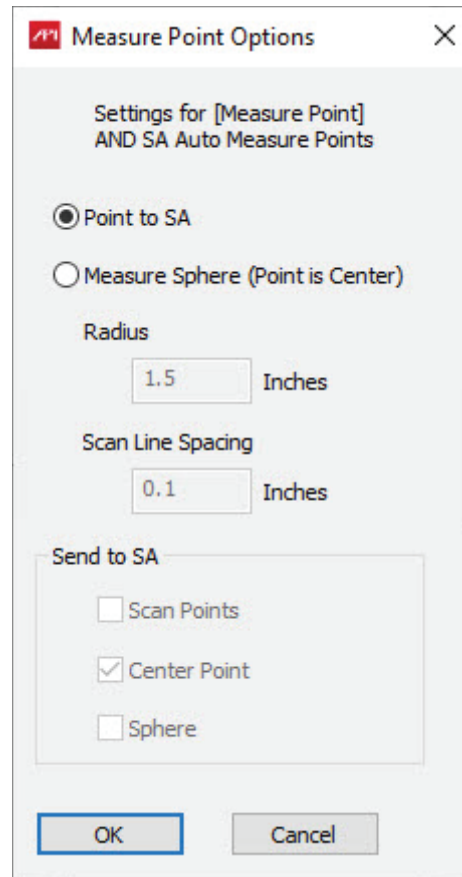 API Measure Point Options
Settings for [Measure Point]
AND SA Auto Measure Points
Point to SA
Measure Sphere (Point is Center)
Radius
1.5 Inches
Scan Line Spacing
0.1 Inches
Send to SA
Scan Points
Center Point
Sphere
OK Cancel